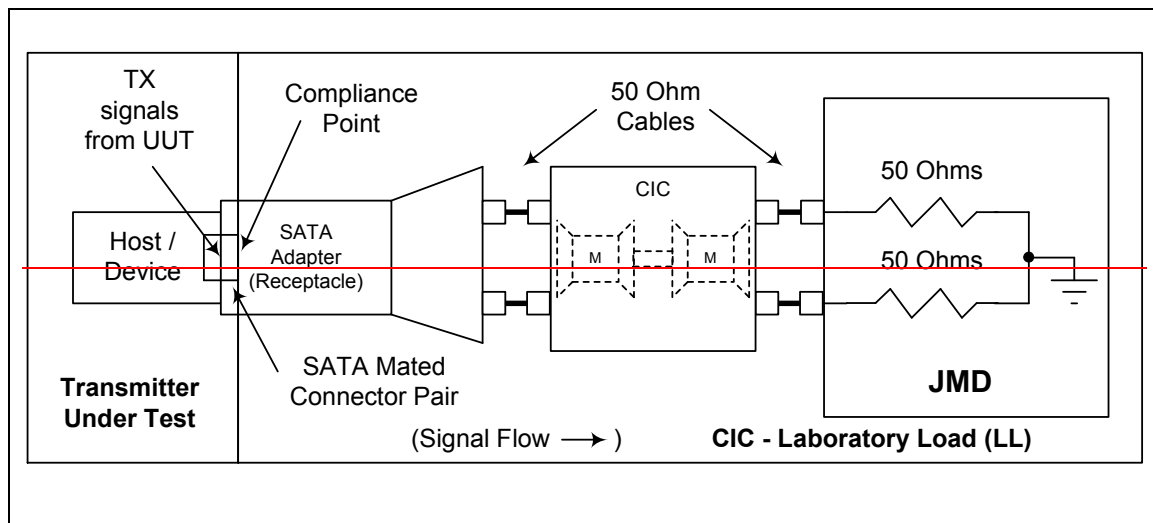 TX
signals
from UUT
Compliance
Point
50 Ohm
Cables
Host /
Device
SATA
Adapter
(Receptacle)
CIC
M
M
50 Ohms
50 Ohms
JMD
SATA Mated
Connector Pair
Transmitter
Under Test
(Signal Flow → )
CIC - Laboratory Load (LL)